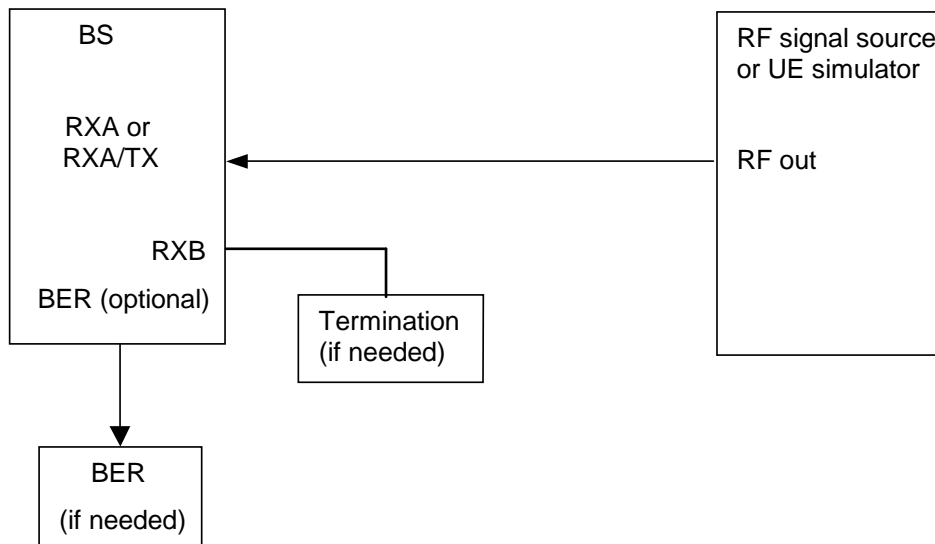 BS
RXA or
RXA/TX
RXB
BER (optional)
RF signal source
or UE simulator
RF out
Termination
(if needed)
BER
(if needed)